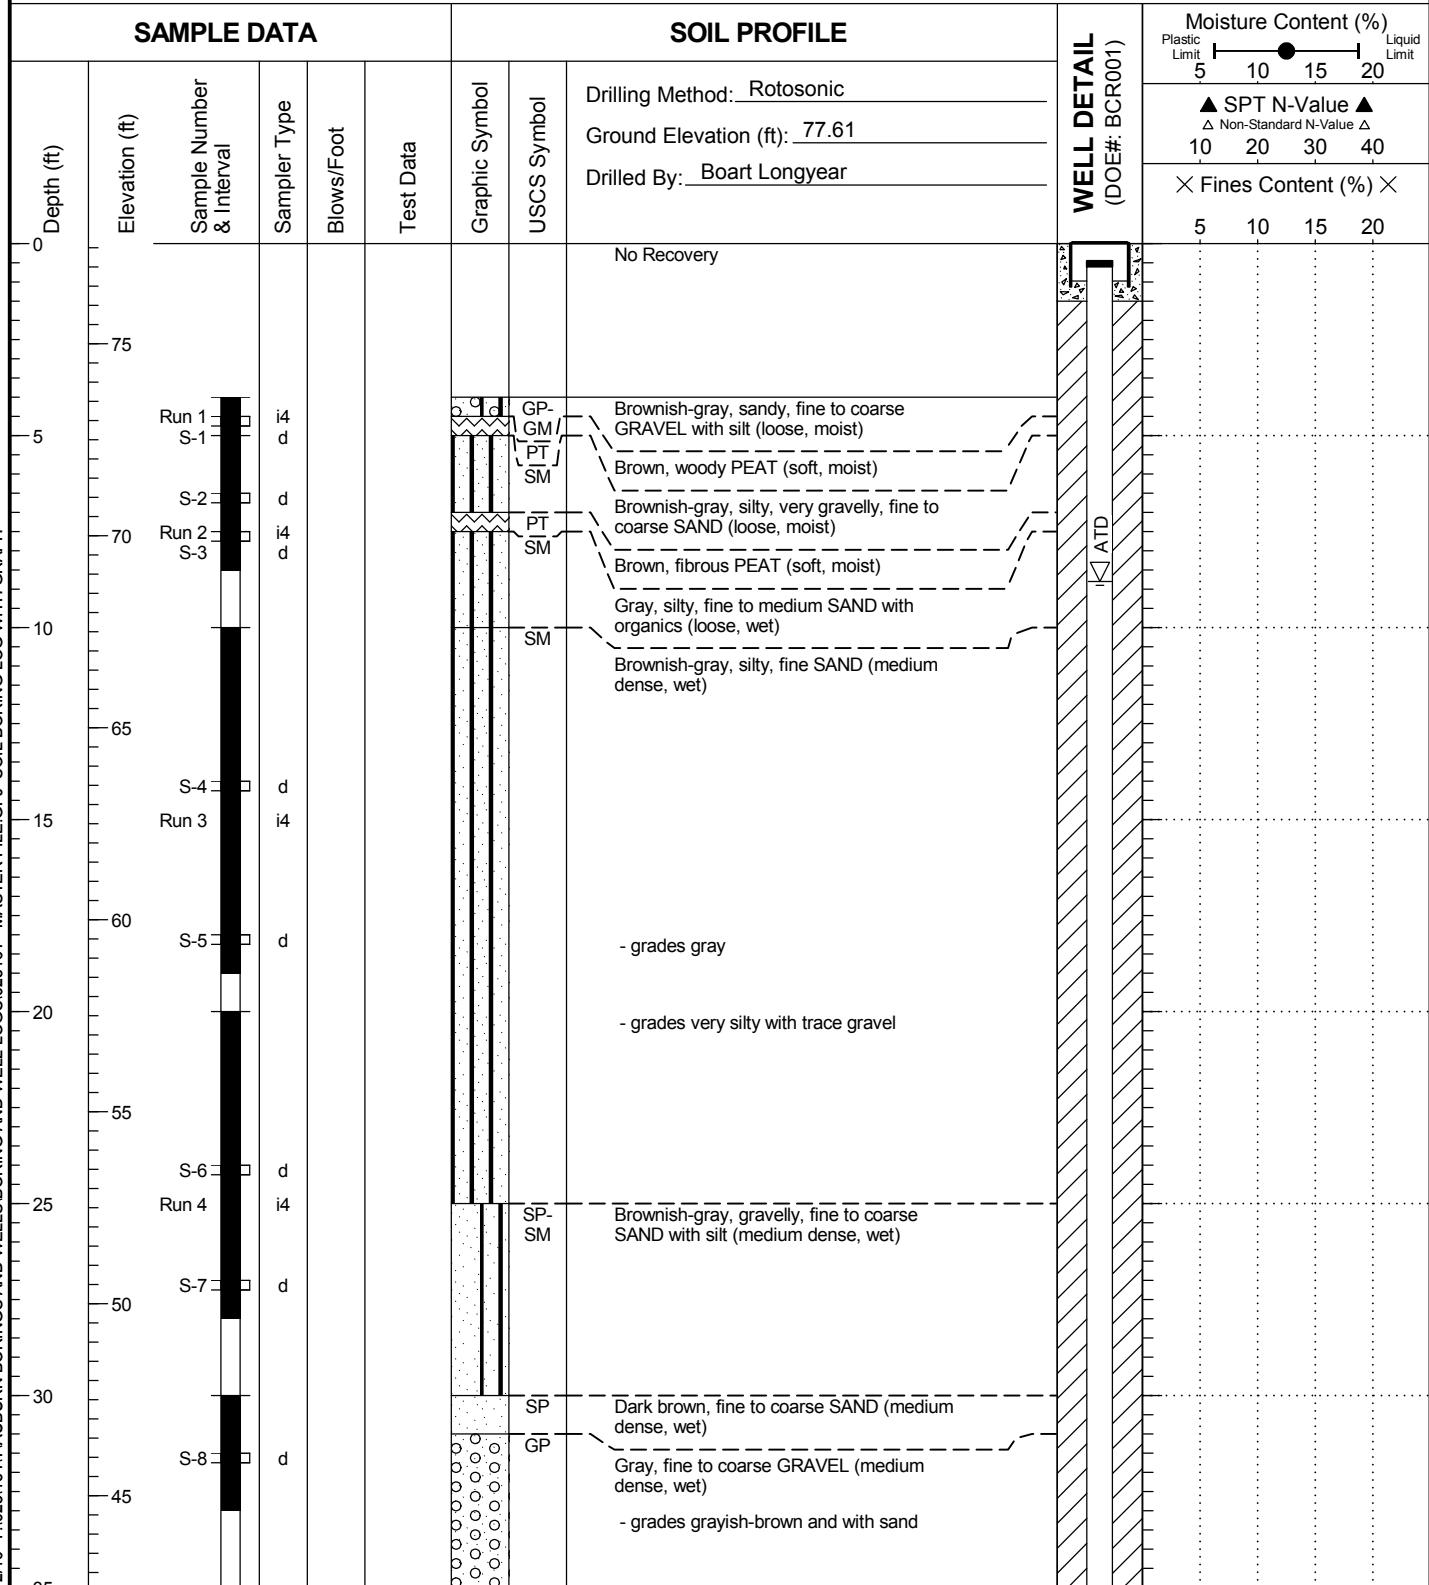 SAMPLE DATA
SOIL PROFILE
Depth (ft)
Elevation (ft)
Sample Number
& Interval
Sampler Type
Blows/Foot
Test Data
Graphic Symbol
USCS Symbol
Drilling Method: Rotosonic
Ground Elevation (ft): 77.61
Drilled By: Boart Longyear
WELL DETAIL
(DOE#: BCR001)
Moisture Content (%)
Plastic
Limit
Liquid
Limit
5 10 15 20
▲ SPT N-Value ▲
△ Non-Standard N-Value △
10 20 30 40
× Fines Content (%) ×
5 10 15 20
0
No Recovery
75
Run 1 i4
S-1 d
5
GP-
GM
Brownish-gray, sandy, fine to coarse
GRAVEL with silt (loose, moist)
PT
Brown, woody PEAT (soft, moist)
SM
S-2 d
Brownish-gray, silty, very gravelly, fine to
coarse SAND (loose, moist)
70
Run 2 i4
S-3 d
PT
SM
ATD
Brown, fibrous PEAT (soft, moist)
Gray, silty, fine to medium SAND with
organics (loose, wet)
10
SM
Brownish-gray, silty, fine SAND (medium
dense, wet)
65
S-4 d
15
Run 3 i4
60
S-5 d
- grades gray
20
- grades very silty with trace gravel
55
S-6 d
25
Run 4 i4
SP-
SM
Brownish-gray, gravelly, fine to coarse
SAND with silt (medium dense, wet)
S-7 d
50
30
SP
Dark brown, fine to coarse SAND (medium
dense, wet)
GP
S-8 d
Gray, fine to coarse GRAVEL (medium
dense, wet)
45
- grades grayish-brown and with sand